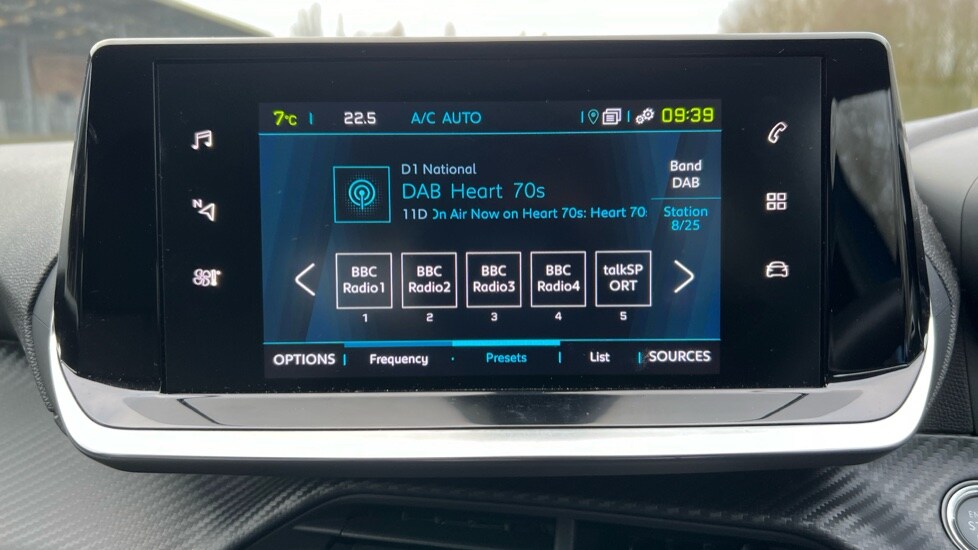 7°C 22.5 A/C AUTO 09:39
D1 National
DAB Heart 70s
11D On Air Now on Heart 70s: Heart 70
Band
DAB
Station
8/25
N
BBC
Radio1
BBC
Radio2
BBC
Radio3
BBC
Radio4
talkSP
ORT
1 2 3 4 5
OPTIONS Frequency Presets List SOURCES